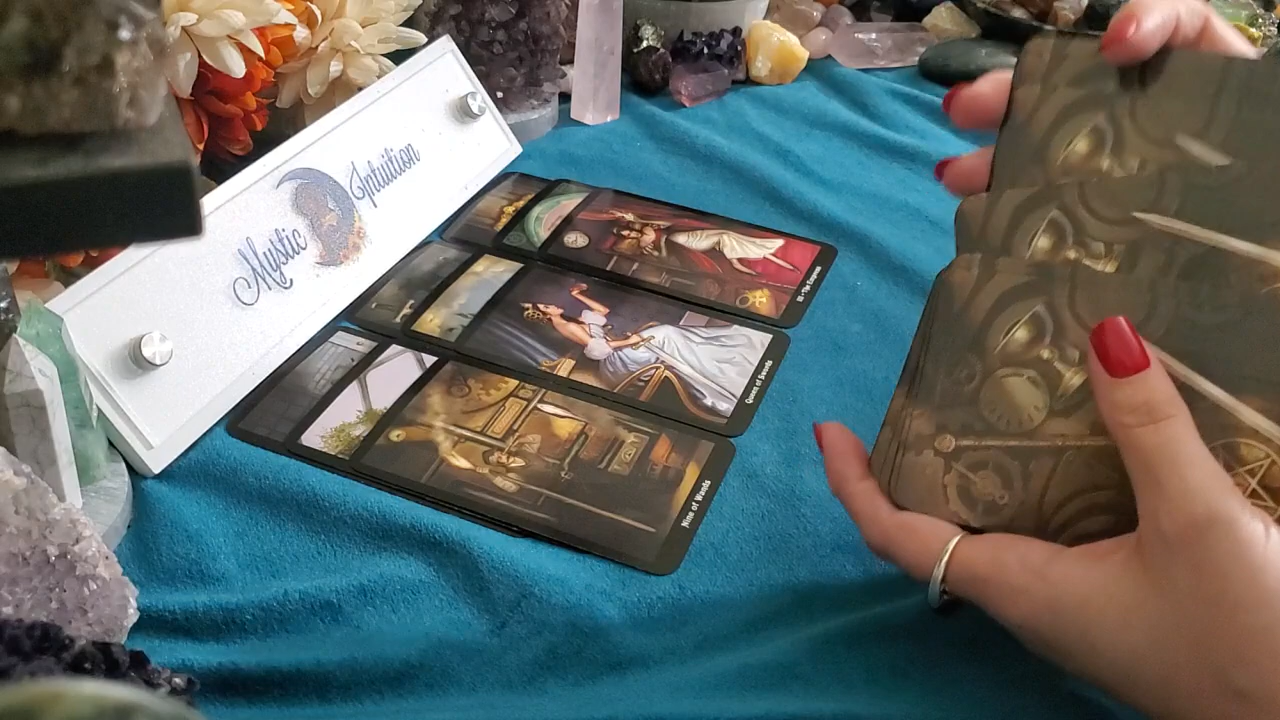 Mystic Intuition
III - The Empress
Queen of Swords
Nine of Wands